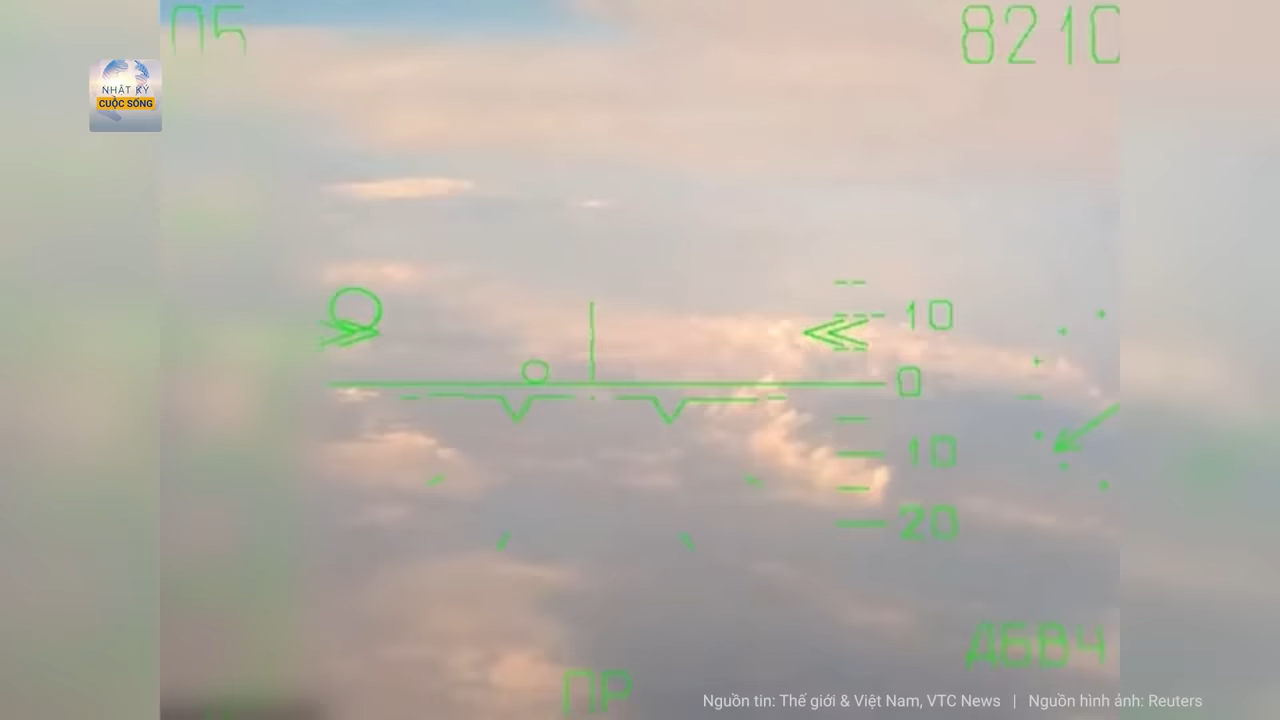 05
8210
NHẬT KÝ
CUỘC SỐNG
10
0
10
20
ПР
Nguồn tin: Thế giới & Việt Nam, VTC News | Nguồn hình ảnh: Reuters